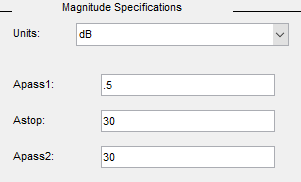 Magnitude Specifications
Units: dB
Apass1: .5
Astop: 30
Apass2: 30